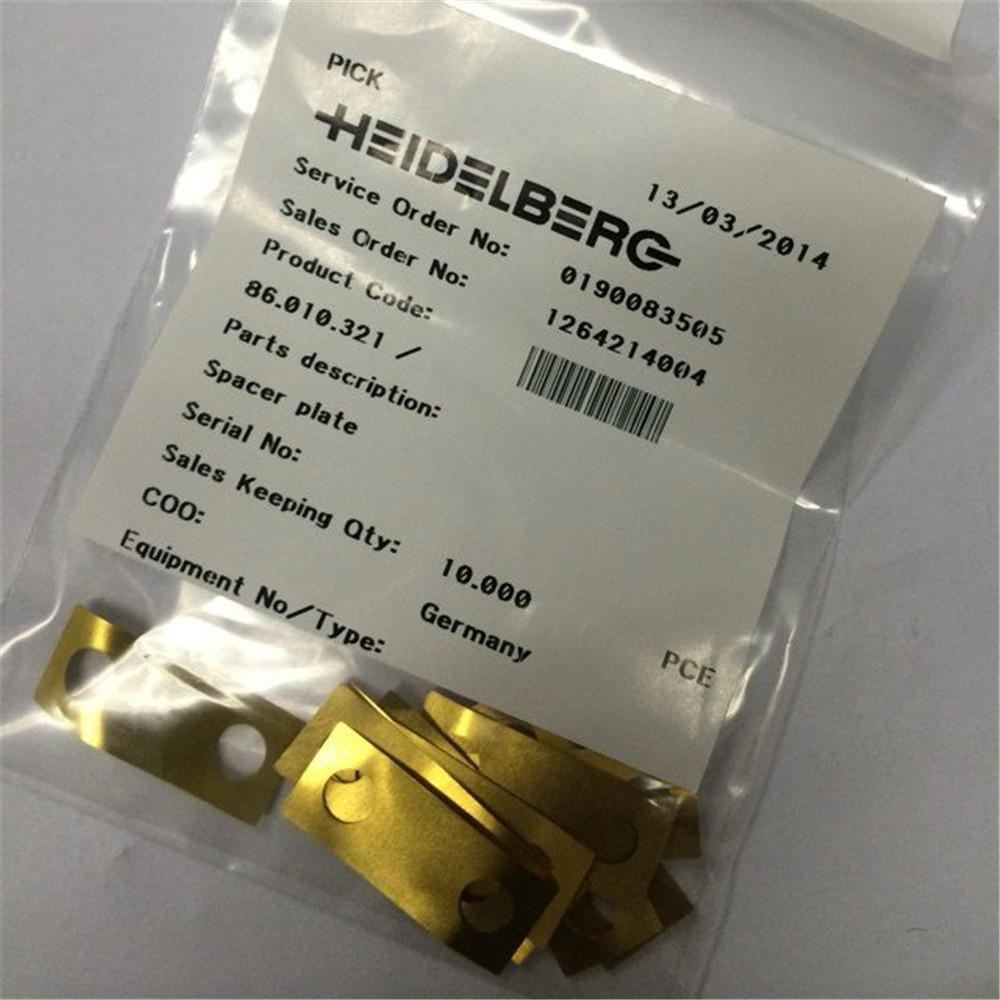 PICK
HEIDELBERG
13/03/2014
Service Order No: 0190083505
Sales Order No: 1264214004
Product Code:
86.010.321 /
Parts description:
Spacer plate
Serial No:
Sales Keeping Qty: 10.000 PCE
COO: Germany
Equipment No/Type: